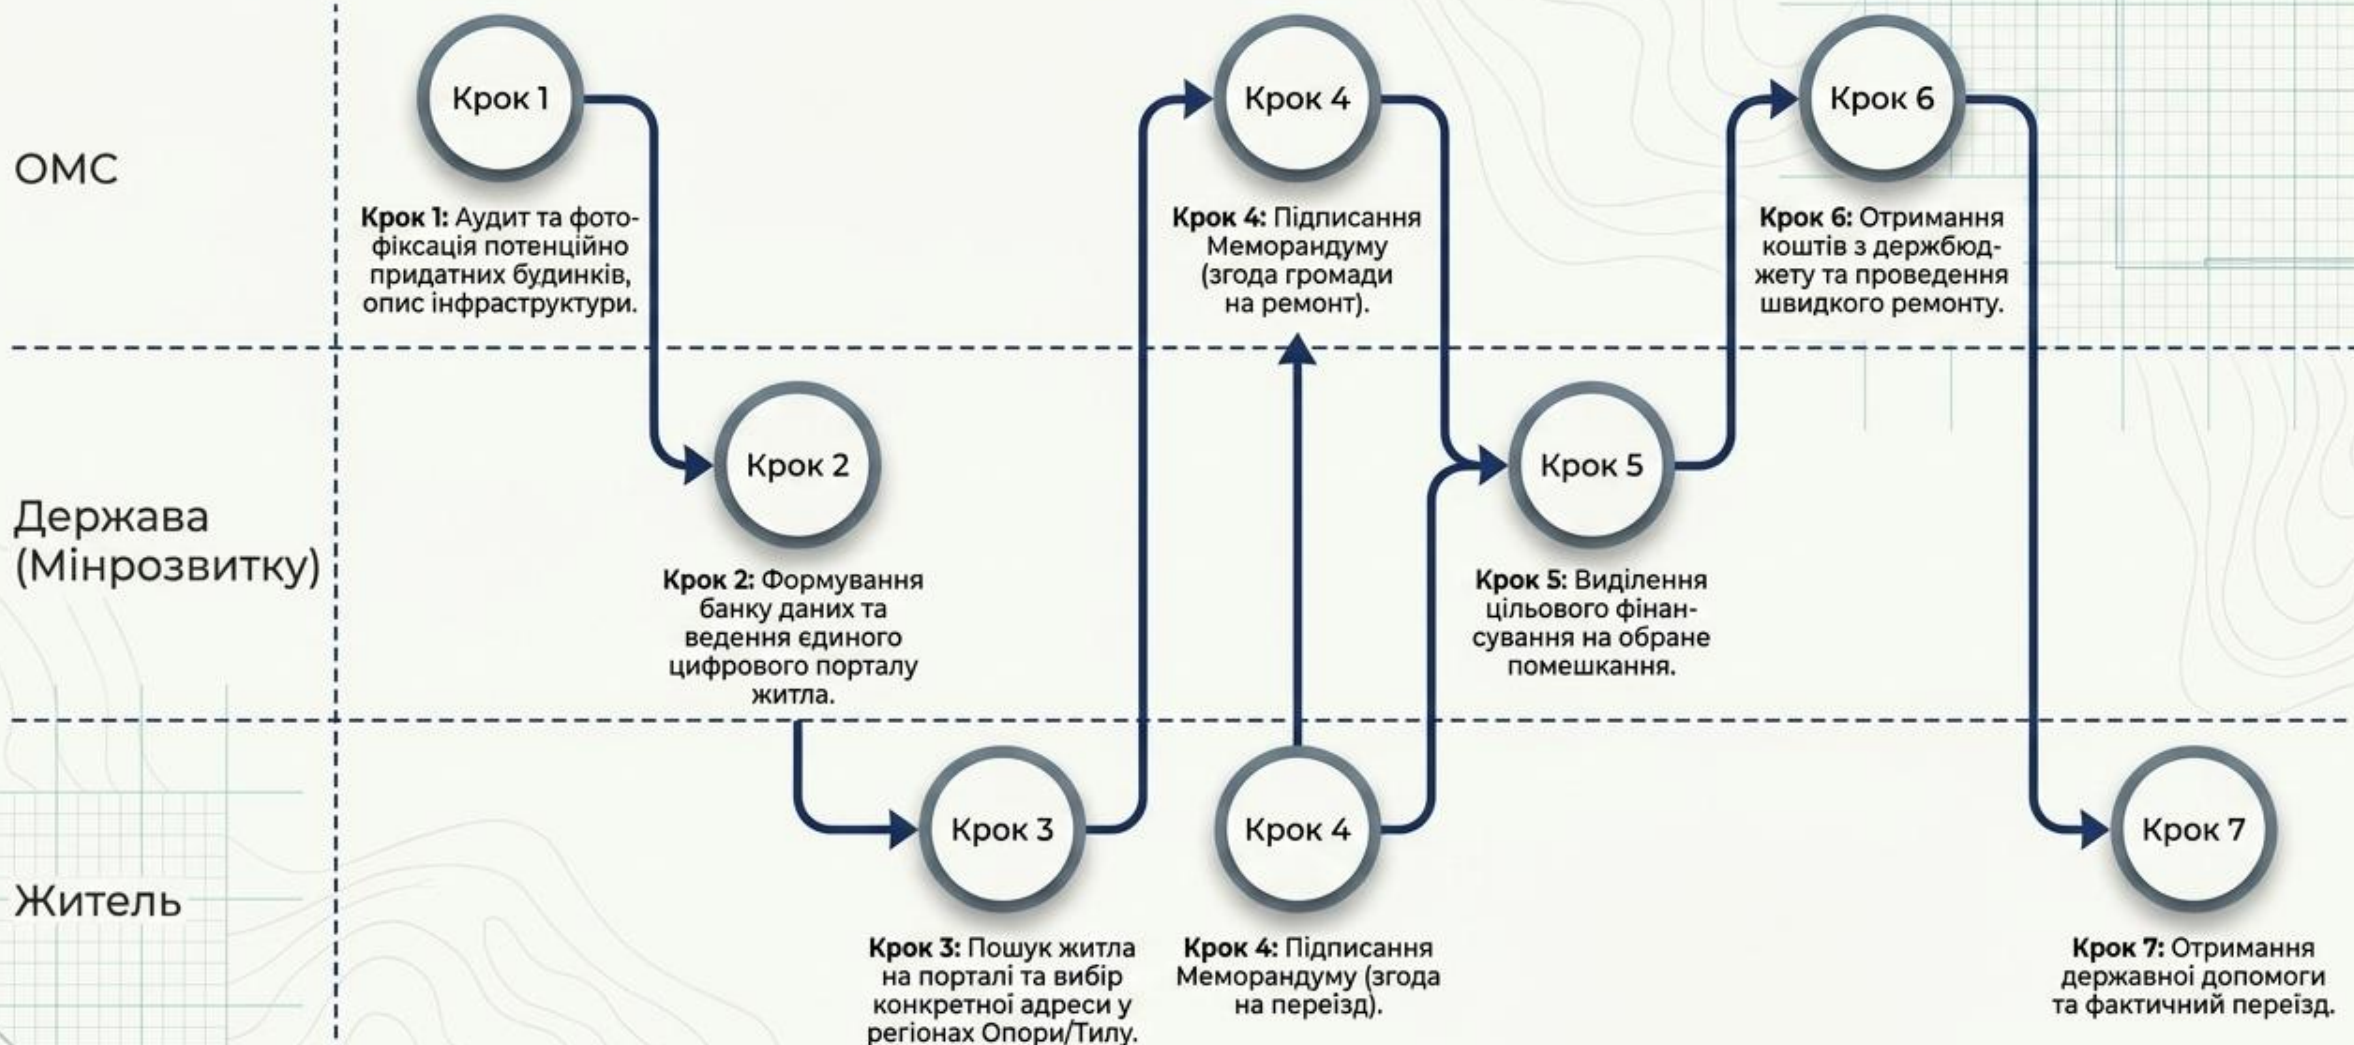 ОМС
Крок 1
Крок 1: Аудит та фото-
фіксація потенційно
придатних будинків,
опис інфраструктури.
Крок 4
Крок 4: Підписання
Меморандуму
(згода громади
на ремонт).
Крок 6
Крок 6: Отримання
коштів з держбюд-
жету та проведення
швидкого ремонту.
Держава
(Мінрозвитку)
Крок 2
Крок 2: Формування
банку даних та
ведення єдиного
цифрового порталу
житла.
Крок 5
Крок 5: Виділення
цільового фінан-
сування на обране
помешкання.
Житель
Крок 3
Крок 3: Пошук житла
на порталі та вибір
конкретної адреси у
регіонах Опори/Тилу.
Крок 4
Крок 4: Підписання
Меморандуму (згода
на переїзд).
Крок 7
Крок 7: Отримання
державної допомоги
та фактичний переїзд.